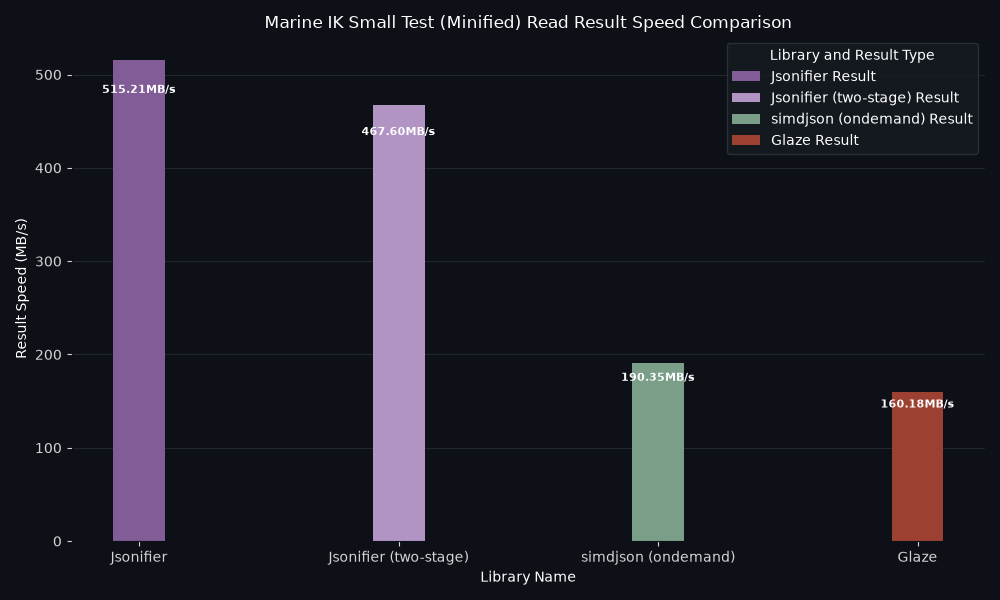 Marine IK Small Test (Minified) Read Result Speed Comparison
Library and Result Type
Jsonifier Result
Jsonifier (two-stage) Result
simdjson (ondemand) Result
Glaze Result
Result Speed (MB/s)
500
400
300
200
100
0
515.21MB/s
467.60MB/s
190.35MB/s
160.18MB/s
Jsonifier
Jsonifier (two-stage)
simdjson (ondemand)
Glaze
Library Name